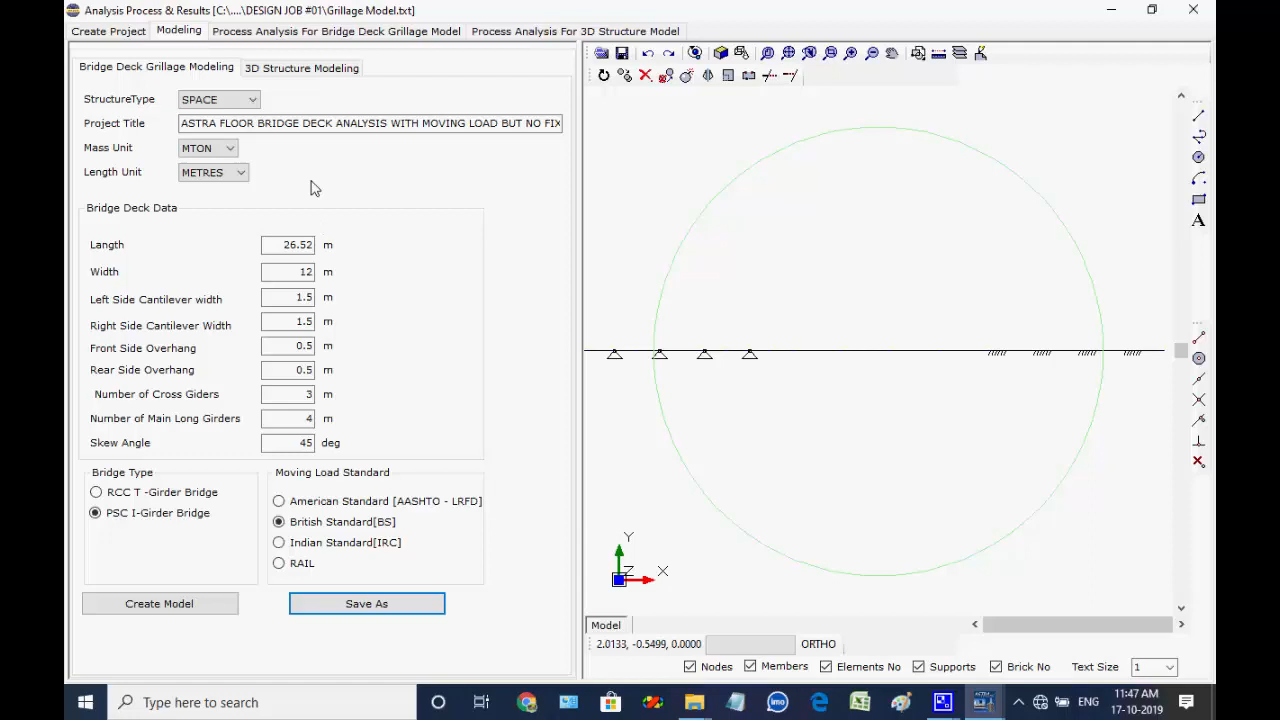 Analysis Process & Results [C:\....\DESIGN JOB #01\Grillage Model.txt]
Create Project Modeling Process Analysis For Bridge Deck Grillage Model Process Analysis For 3D Structure Model
Bridge Deck Grillage Modeling 3D Structure Modeling
StructureType SPACE
Project Title ASTRA FLOOR BRIDGE DECK ANALYSIS WITH MOVING LOAD BUT NO FIX
Mass Unit MTON
Length Unit METRES
Bridge Deck Data
Langth 26.52 m
Width 12 m
Left Side Cantilever width 1.5 m
Right Side Cantilever Width 1.5 m
Front Side Overhang 0.5 m
Rear Side Overhang 0.5 m
Number of Cross Giders 3 m
Number of Main Long Girders 4 m
Skew Angle 45 deg
Bridge Type
RCC T -Girder Bridge
PSC I-Girder Bridge
Moving Load Standard
American Standard [AASHTO - LRFD]
British Standard[BS]
Indian Standard[IRC]
RAIL
Create Model Save As
A
Y
Z X
Model
2.0133, -0.5499, 0.0000 ORTHO
Nodes Members Elements No Supports Brick No Text Size 1
Type here to search
imo
ENG
11:47 AM
17-10-2019